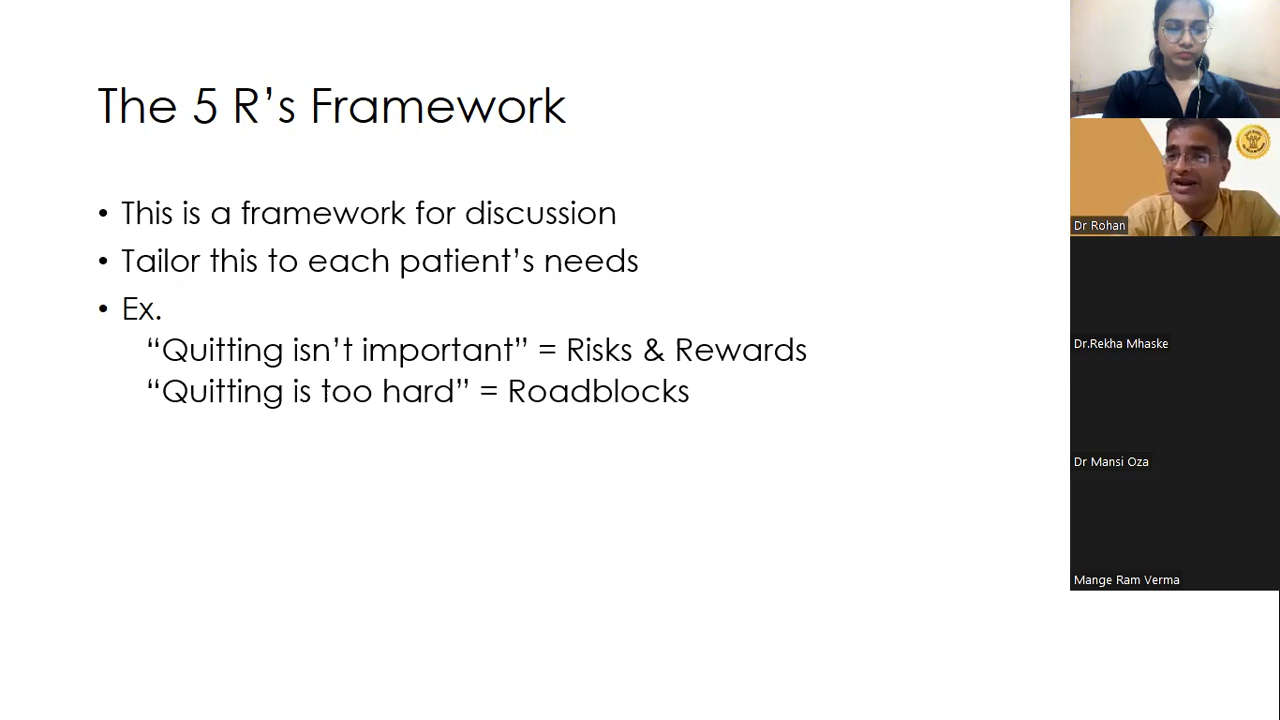 The 5 R’s Framework
• This is a framework for discussion
• Tailor this to each patient’s needs
• Ex.
“Quitting isn’t important” = Risks & Rewards
“Quitting is too hard” = Roadblocks
Dr Rohan
Dr.Rekha Mhaske
Dr Mansi Oza
Mange Ram Verma